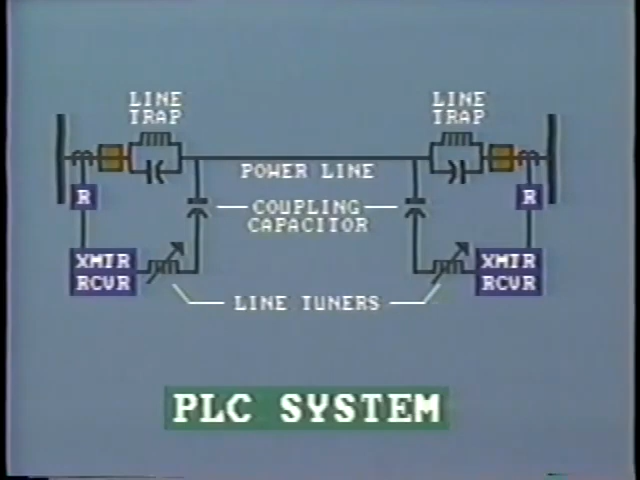 LINE
TRAP
LINE
TRAP
POWER LINE
R
COUPLING
CAPACITOR
R
XMTR
RCVR
XMTR
RCVR
LINE TUNERS
PLC SYSTEM